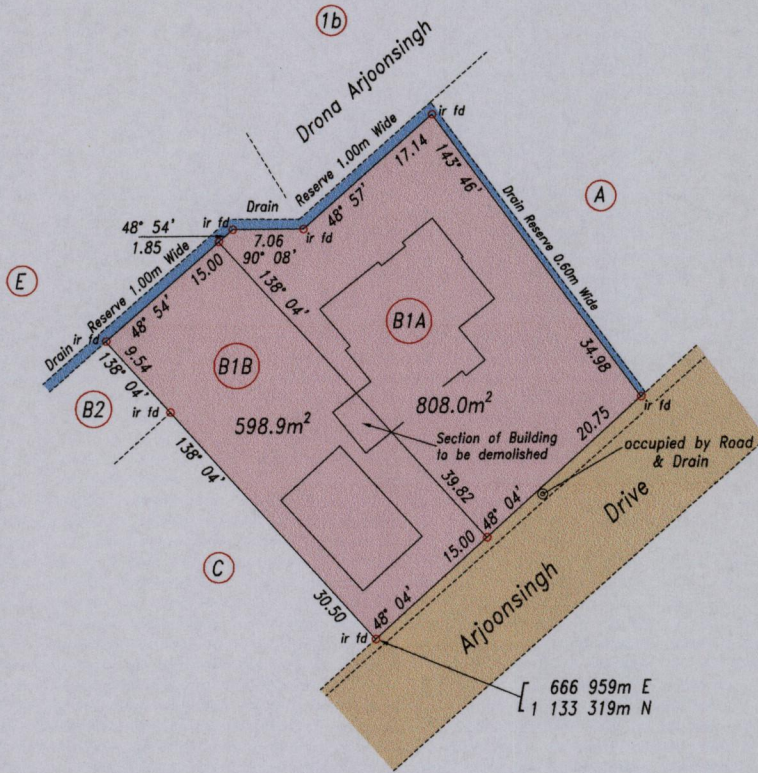 1b
Drona Arjoonsingh
ir fd
Reserve 1.00m Wide
17.14
143° 46'
48° 57'
Drain
A
Drain Reserve 0.60m Wide
48° 54'
1.85
ir fd
7.06
90° 08'
ir fd
E
Drain Reserve 1.00m Wide
48° 54'
15.00
138° 04'
ir fd
B1A
9.54
138° 04'
B1B
34.98
B2
ir fd
598.9m²
808.0m²
ir fd
Section of Building
to be demolished
20.75
occupied by Road
& Drain
138° 04'
39.82
48° 04'
Drive
C
15.00
30.50
48° 04'
Arjoonsingh
ir fd
666 959m E
1 133 319m N